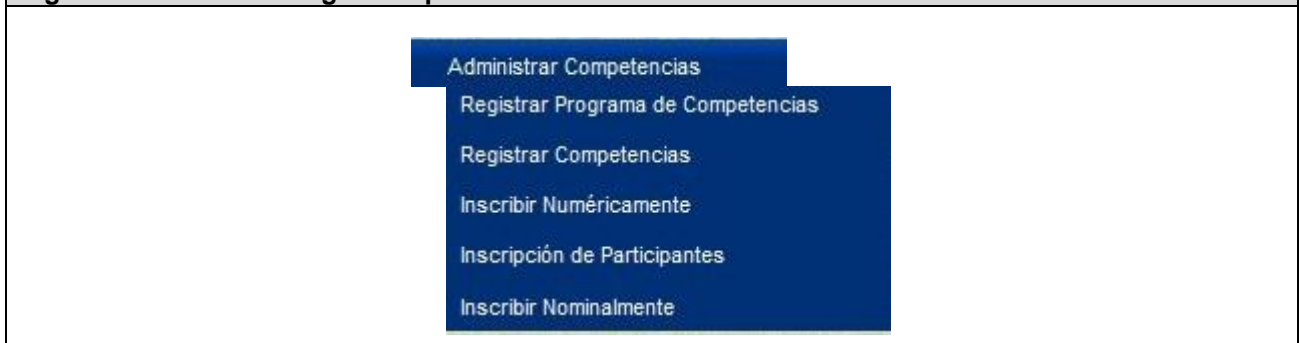 Administrar Competencias
Registrar Programa de Competencias
Registrar Competencias
Inscribir Numéricamente
Inscripción de Participantes
Inscribir Nominalmente